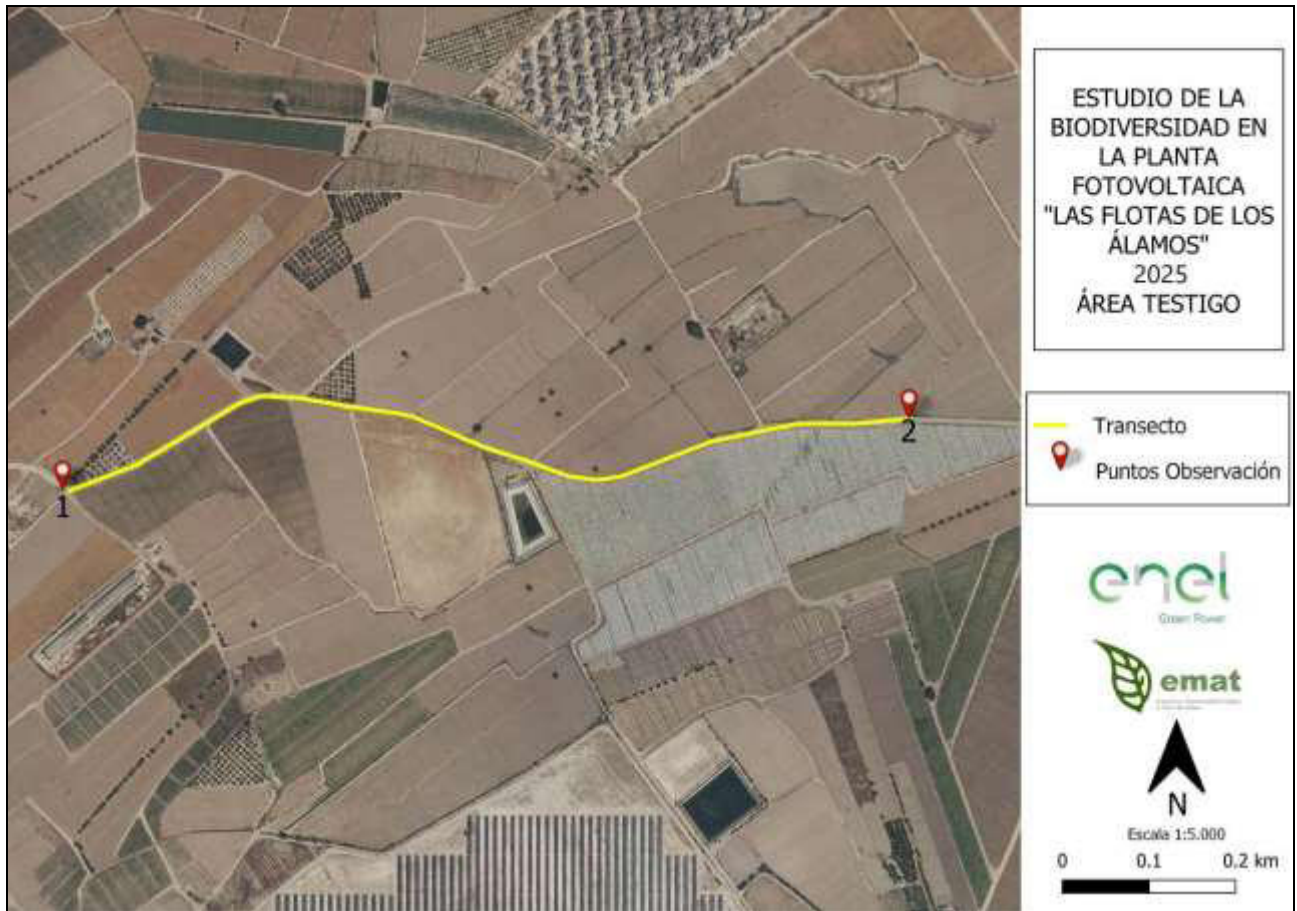 ESTUDIO DE LA
BIODIVERSIDAD EN
LA PLANTA
FOTOVOLTAICA
"LAS FLOTAS DE LOS
ÁLAMOS"
2025
ÁREA TESTIGO
Transecto
Puntos Observación
1
2
enel
Green Power
emat
N
Escala 1:5.000
0 0.1 0.2 km